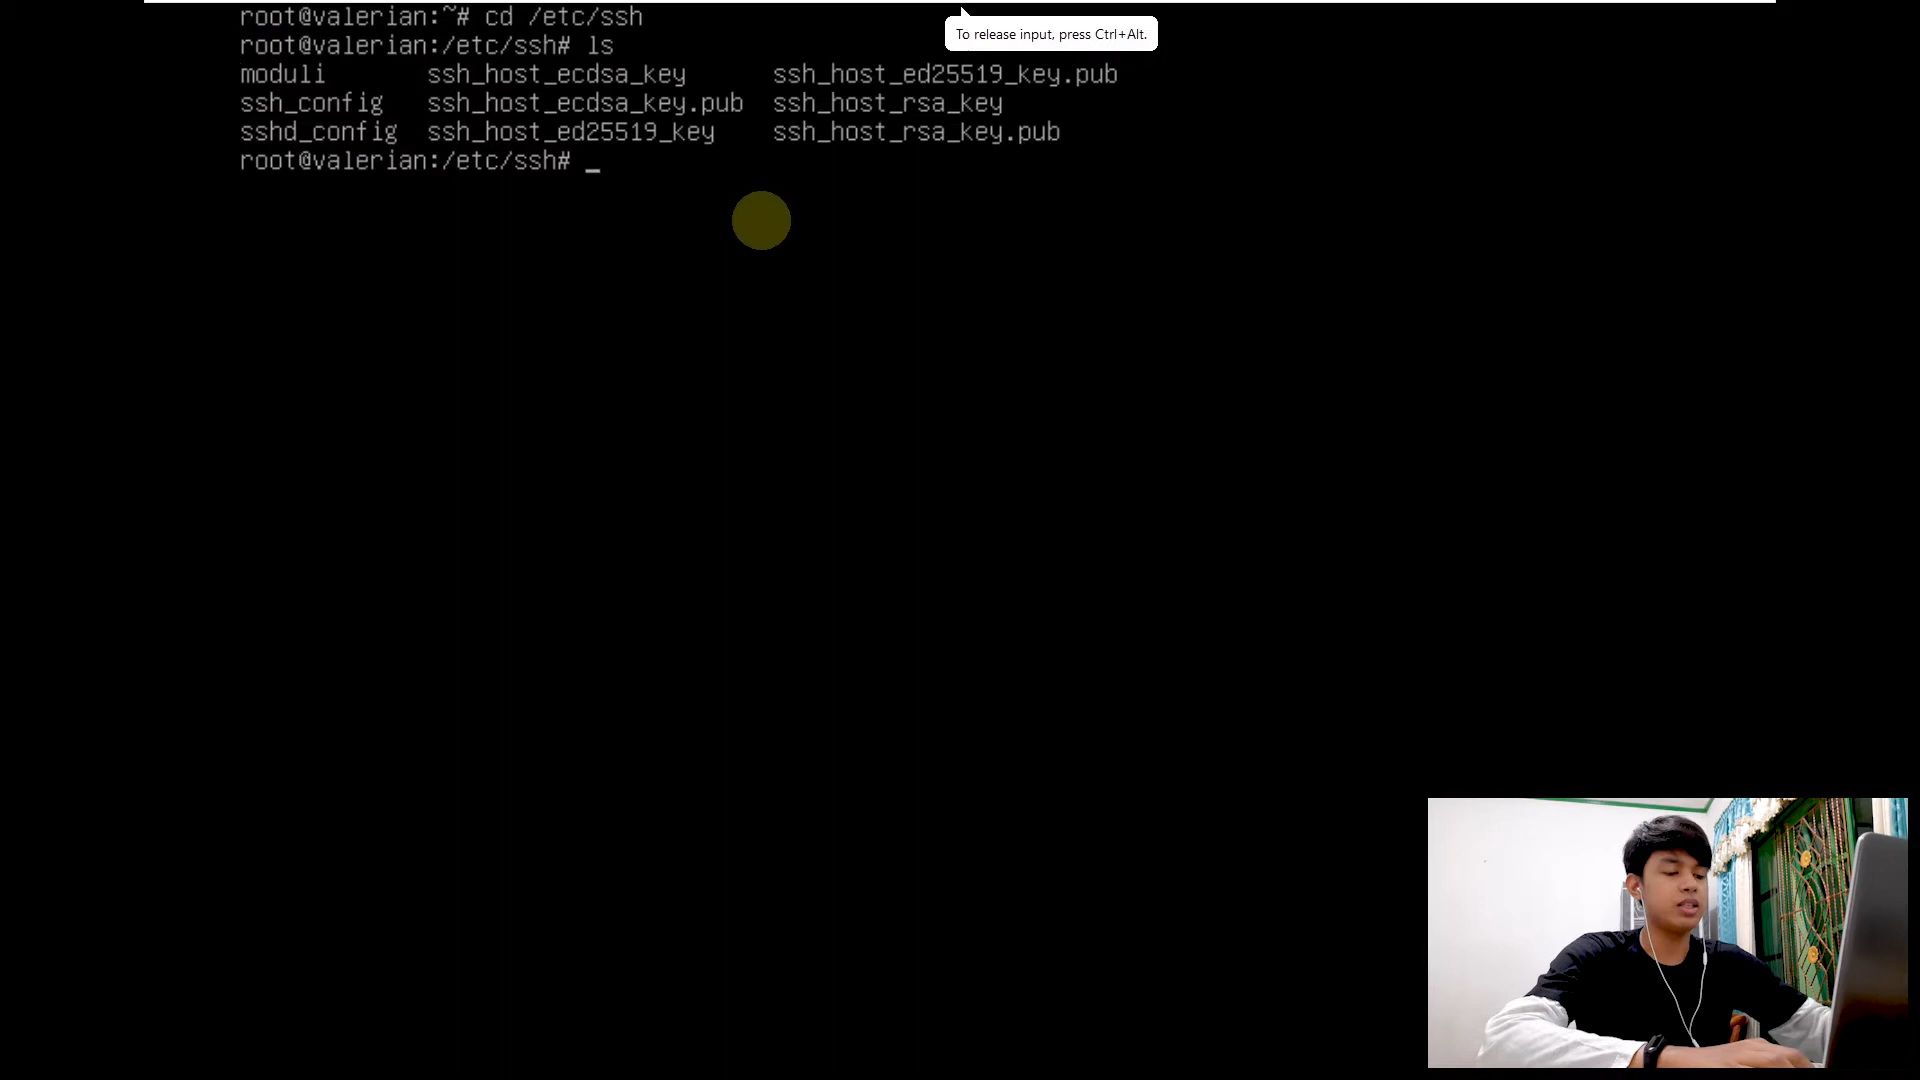 root@valerian:~# cd /etc/ssh
root@valerian:/etc/ssh# ls
moduli ssh_host_ecdsa_key ssh_host_ed25519_key.pub
ssh_config ssh_host_ecdsa_key.pub ssh_host_rsa_key
sshd_config ssh_host_ed25519_key ssh_host_rsa_key.pub
root@valerian:/etc/ssh# _
To release input, press Ctrl+Alt.